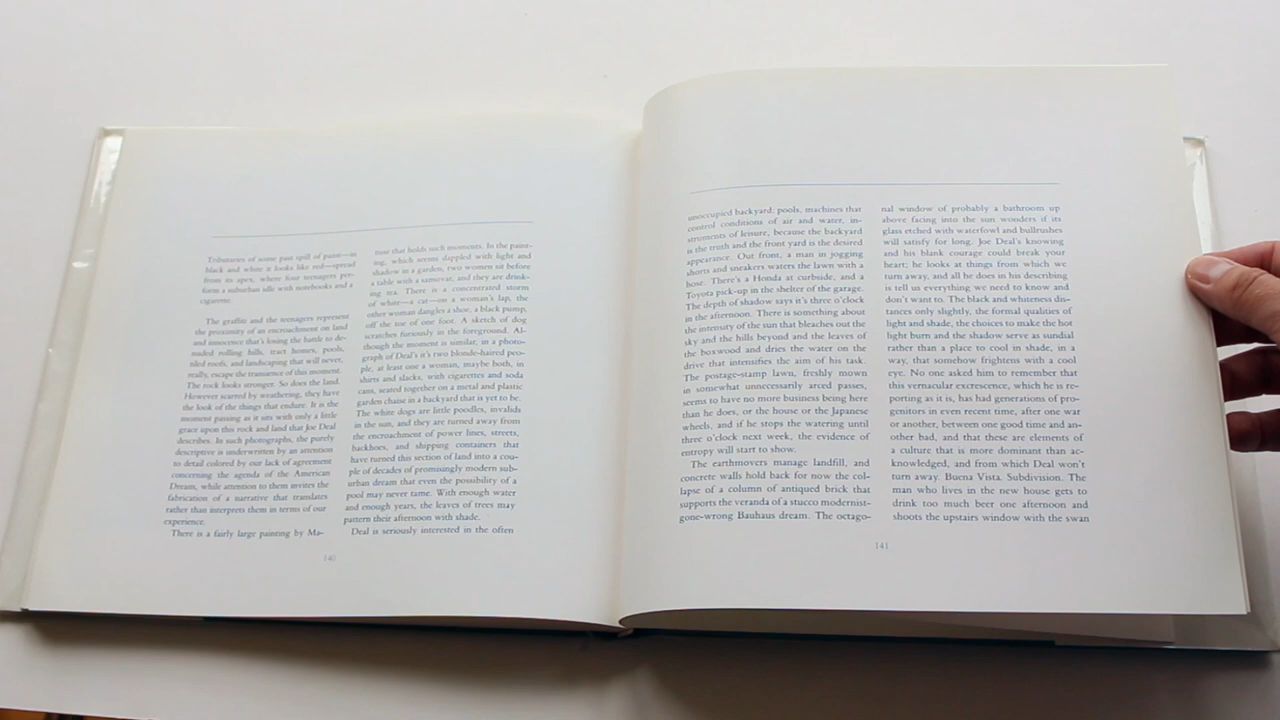 Tributaries of some past spill of paint—in
black and white it looks like red—spread
from its apex, where four teenagers per-
form a suburban idle with notebooks and a
cigarette.
The graffiti and the teenagers represent
the proximity of an encroachment on land
and innocence that's losing the battle to de-
nuded rolling hills, tract homes, pools,
tiled roofs, and landscaping that will never,
really, escape the transience of this moment.
The rock looks stronger. So does the land.
However scarred by weathering, they have
the look of things that endure. It is the
moment passing as it sits with only a little
grace upon this rock and land that Joe Deal
describes. In such photographs, the purely
descriptive is underwritten by an attention
to detail colored by our lack of agreement
concerning the agenda of the American
Dream, while attention to them invites the
fabrication of a narrative that translates
rather than interprets them in terms of our
experience.
There is a fairly large painting by Ma-
tisse that holds such moments. In the paint-
ing, which seems dappled with light and
shadow in a garden, two women sit before
a table with a samovar, and they are drink-
ing tea. There is a concentrated storm
of white—a cat—on a woman's lap, the
other woman dangles a shoe, a black pump,
off the toe of one foot. A sketch of dog
scratches furiously in the foreground. Al-
though the moment is similar, in a photo-
graph of Deal's it's two blonde-haired peo-
ple, at least one a woman, maybe both, in
shirts and slacks, with cigarettes and soda
cans, seated together on a metal and plastic
garden chaise in a backyard that is yet to be.
The white dogs are little poodles, invalids
in the sun, and they are turned away from
the encroachment of power lines, streets,
backhoes, and shipping containers that
have turned this section of land into a cou-
ple of decades of promisingly modern sub-
urban dream that even the possibility of a
pool may never tame. With enough water
and enough years, the leaves of trees may
pattern their afternoon with shade.
Deal is seriously interested in the often
140
unoccupied backyard: pools, machines that
control conditions of air and water, in-
struments of leisure, because the backyard
is the truth and the front yard is the desired
appearance. Out front, a man in jogging
shorts and sneakers waters the lawn with a
hose. There's a Honda at curbside, and a
Toyota pick-up in the shelter of the garage.
The depth of shadow says it's three o'clock
in the afternoon. There is something about
the intensity of the sun that bleaches out the
sky and the hills beyond and the leaves of
the boxwood and dries the water on the
drive that intensifies the aim of his task.
The postage-stamp lawn, freshly mown
in somewhat unnecessarily arced passes,
seems to have no more business being here
than he does, or the house or the Japanese
wheels, and if he stops the watering until
three o'clock next week, the evidence of
entropy will start to show.
The earthmovers manage landfill, and
concrete walls hold back for now the col-
lapse of a column of antiqued brick that
supports the veranda of a stucco modernist-
gone-wrong Bauhaus dream. The octago-
nal window of probably a bathroom up
above facing into the sun wonders if its
glass etched with waterfowl and bullrushes
will satisfy for long. Joe Deal's knowing
and his blank courage could break your
heart; he looks at things from which we
turn away, and all he does in his describing
is tell us everything we need to know and
don't want to. The black and whiteness dis-
tances only slightly, the formal qualities of
light and shade, the choices to make the hot
light burn and the shadow serve as sundial
rather than a place to cool in shade, in a
way, that somehow frightens with a cool
eye. No one asked him to remember that
this vernacular excrescence, which he is re-
porting as it is, has had generations of pro-
genitors in even recent time, after one war
or another, between one good time and an-
other bad, and that these are elements of
a culture that is more dominant than ac-
knowledged, and from which Deal won't
turn away. Buena Vista. Subdivision. The
man who lives in the new house gets to
drink too much beer one afternoon and
shoots the upstairs window with the swan
141